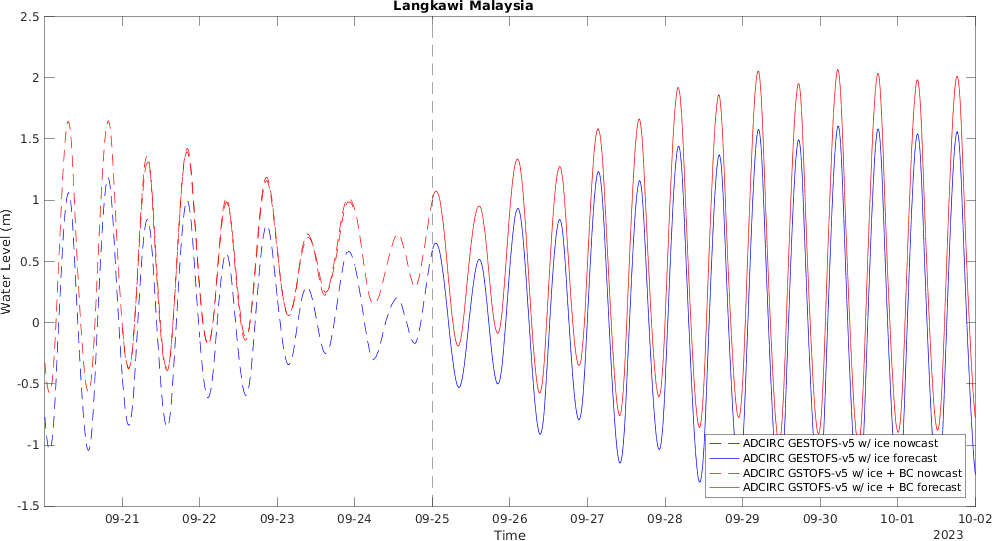 Langkawi Malaysia
2.5
2
1.5
1
0.5
0
-0.5
-1
-1.5
Water Level (m)
ADCIRC GESTOFS-v5 w/ ice nowcast
ADCIRC GESTOFS-v5 w/ ice forecast
ADCIRC GSTOFS-v5 w/ ice + BC nowcast
ADCIRC GSTOFS-v5 w/ ice + BC forecast
09-21 09-22 09-23 09-24 09-25 09-26 09-27 09-28 09-29 09-30 10-01 10-02
Time
2023